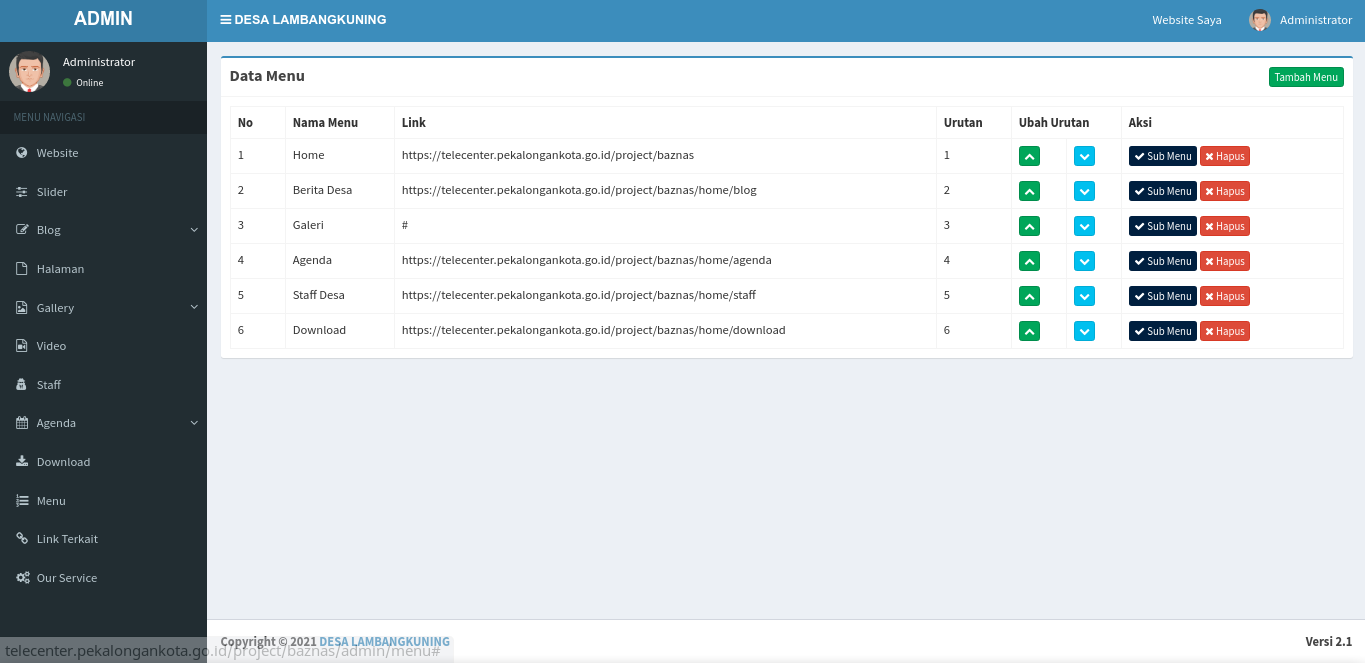 ADMIN
DESA LAMBANGKUNING
Website Saya
Administrator
Administrator
Online
MENU NAVIGASI
Website
Slider
Blog
Halaman
Gallery
Video
Staff
Agenda
Download
Menu
Link Terkait
Our Service
Data Menu
Tambah Menu
No Nama Menu Link Urutan Ubah Urutan Aksi
1 Home https://telecenter.pekalongankota.go.id/project/baznas 1 Sub Menu Hapus
2 Berita Desa https://telecenter.pekalongankota.go.id/project/baznas/home/blog 2 Sub Menu Hapus
3 Galeri # 3 Sub Menu Hapus
4 Agenda https://telecenter.pekalongankota.go.id/project/baznas/home/agenda 4 Sub Menu Hapus
5 Staff Desa https://telecenter.pekalongankota.go.id/project/baznas/home/staff 5 Sub Menu Hapus
6 Download https://telecenter.pekalongankota.go.id/project/baznas/home/download 6 Sub Menu Hapus
Copyright © 2021 DESA LAMBANGKUNING
Versi 2.1
telecenter.pekalongankota.go.id/project/baznas/admin/menu#